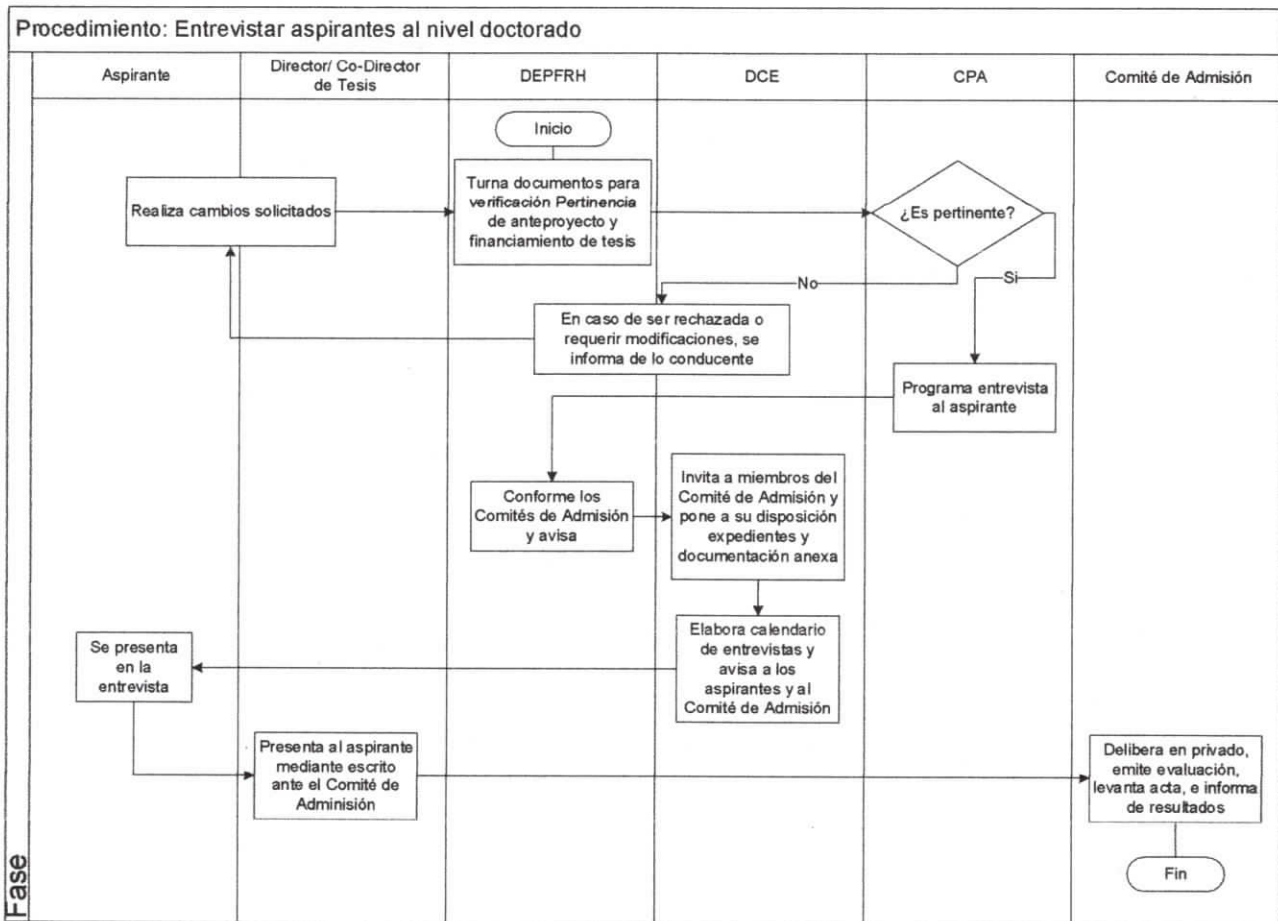 Procedimiento: Entrevistar aspirantes al nivel doctorado
Aspirante
Director/ Co-Director
de Tesis
DEPFRH
DCE
CPA
Comité de Admisión
Inicio
Realiza cambios solicitados
Turna documentos para
verificación Pertinencia
de anteproyecto y
financiamiento de tesis
¿Es pertinente?
No
Si
En caso de ser rechazada o
requerir modificaciones, se
informa de lo conducente
Programa entrevista
al aspirante
Conforme los
Comités de Admisión
y avisa
Invita a miembros del
Comité de Admisión y
pone a su disposición
expedientes y
documentación anexa
Se presenta
en la
entrevista
Elabora calendario
de entrevistas y
avisa a los
aspirantes y al
Comité de Admisión
Presenta al aspirante
mediante escrito
ante el Comité de
Adminisión
Delibera en privado,
emite evaluación,
levanta acta, e informa
de resultados
Fin
Fase